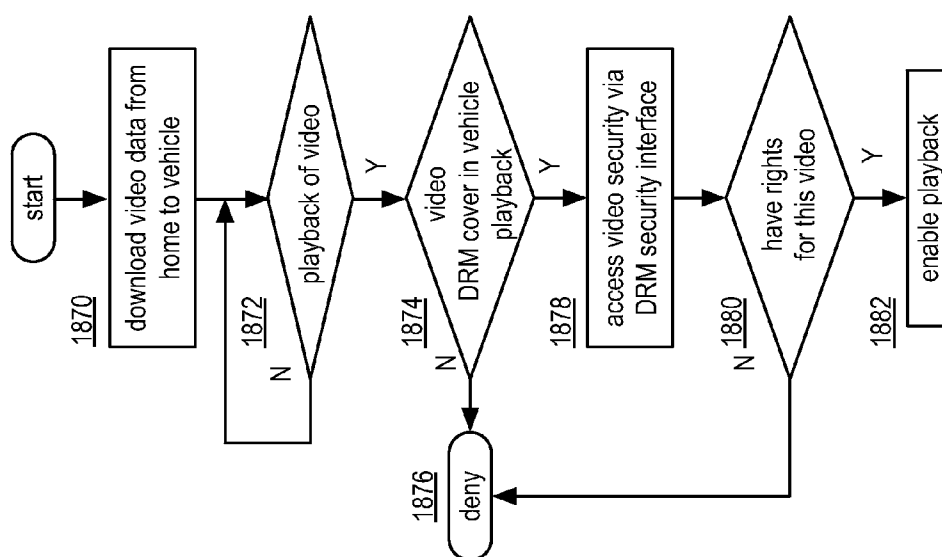 start
1870
download video data from
home to vehicle
1872
playback of video
N
Y
1874
video
DRM cover in vehicle
playback
N
Y
1876
deny
1878
access video security via
DRM security interface
1880
have rights
for this video
N
Y
1882
enable playback